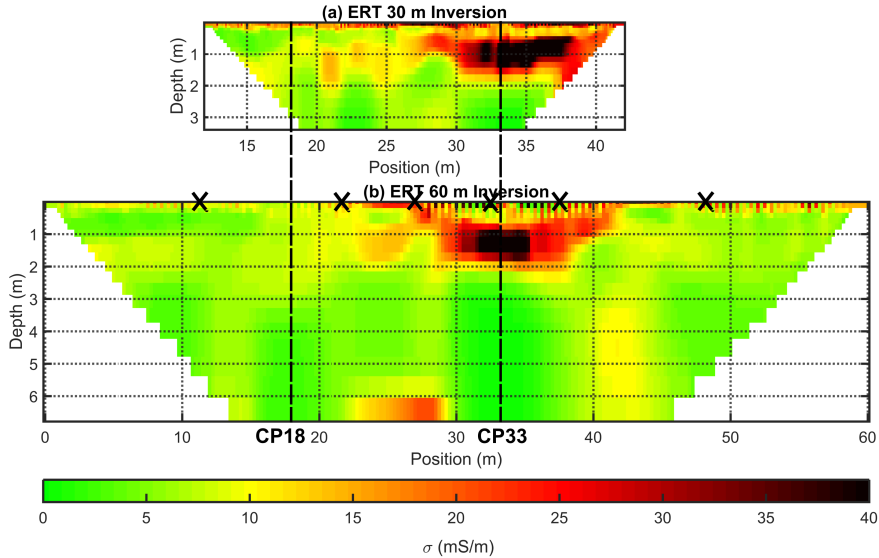 (a) ERT 30 m Inversion
Depth (m)
1
2
3
15 20 25 30 35 40
Position (m)
(b) ERT 60 m Inversion
Depth (m)
1
2
3
4
5
6
0 10 20 30 40 50 60
CP18 CP33
Position (m)
0 5 10 15 20 25 30 35 40
σ (mS/m)